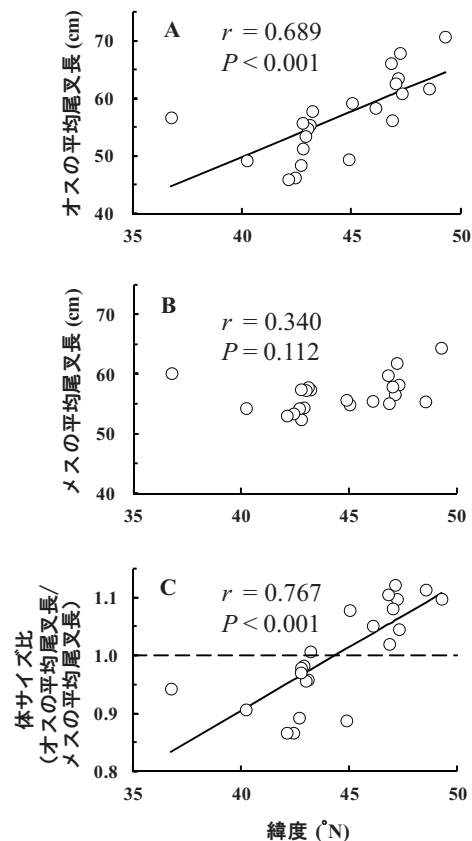 オスの平均尾叉長 (cm)
A
r = 0.689
P < 0.001
70
60
50
40
35
40
45
50
メスの平均尾叉長 (cm)
B
r = 0.340
P = 0.112
70
60
50
40
35
40
45
50
体サイズ比
(オスの平均尾叉長/
メスの平均尾叉長)
C
r = 0.767
P < 0.001
1.1
1.0
0.9
0.8
35
40
45
50
緯度 (°N)